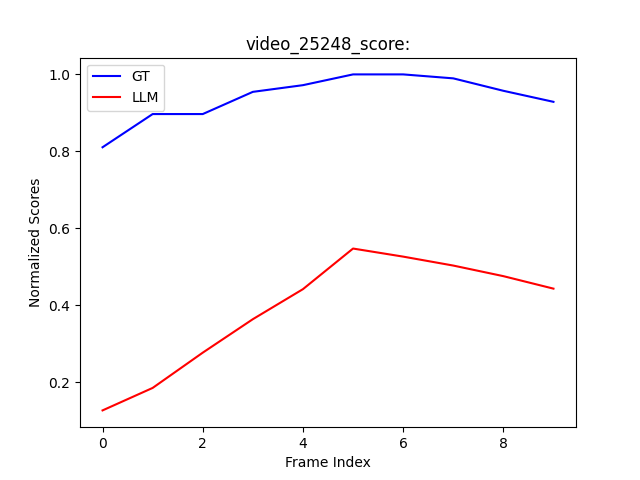 video_25248_score:
GT
LLM
Normalized Scores
1.0
0.8
0.6
0.4
0.2
0 2 4 6 8
Frame Index